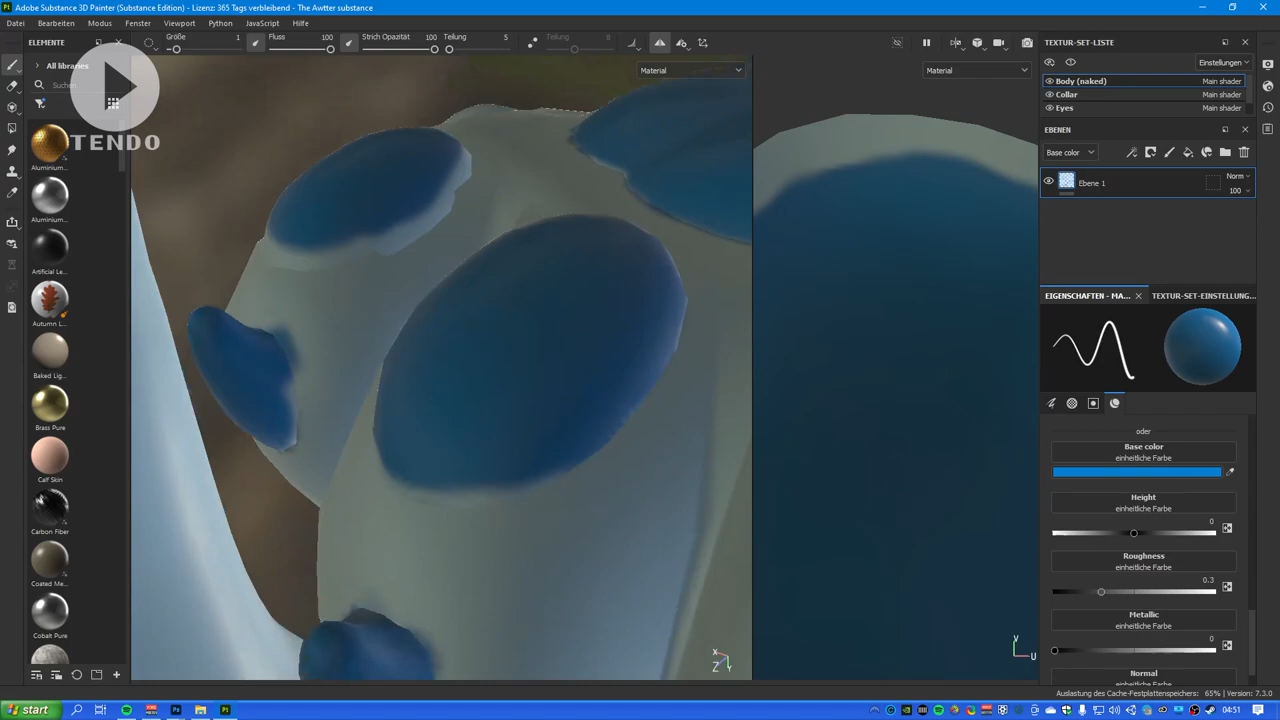 Adobe Substance 3D Painter (Substance Edition) - Lizenz: 365 Tags verbleibend - The Awtter substance
Datei Bearbeiten Modus Fenster Viewport Python JavaScript Hilfe
Größe 1 Fluss 100 Strich Opazität 100 Teilung 5 Teilung 8
ELEMENTE
All libraries
Suchen
TENDO
Aluminium...
Aluminium...
Artificial Le...
Autumn L...
Baked Lig...
Brass Pure
Calf Skin
Carbon Fiber
Coated Me...
Cobalt Pure
Material
Material
X
Z Y
V
U
TEXTUR-SET-LISTE
Einstellungen
Body (naked) Main shader
Collar Main shader
Eyes Main shader
EBENEN
Base color
Ebene 1 Norm
100
EIGENSCHAFTEN - MA... TEXTUR-SET-EINSTELLUNG...
oder
Base color
einheitliche Farbe
Height
einheitliche Farbe
0
Roughness
einheitliche Farbe
0.3
Metallic
einheitliche Farbe
0
Normal
Auslastung des Cache-Festplattenspeichers: 65% | Version: 7.3.0
start
04:51